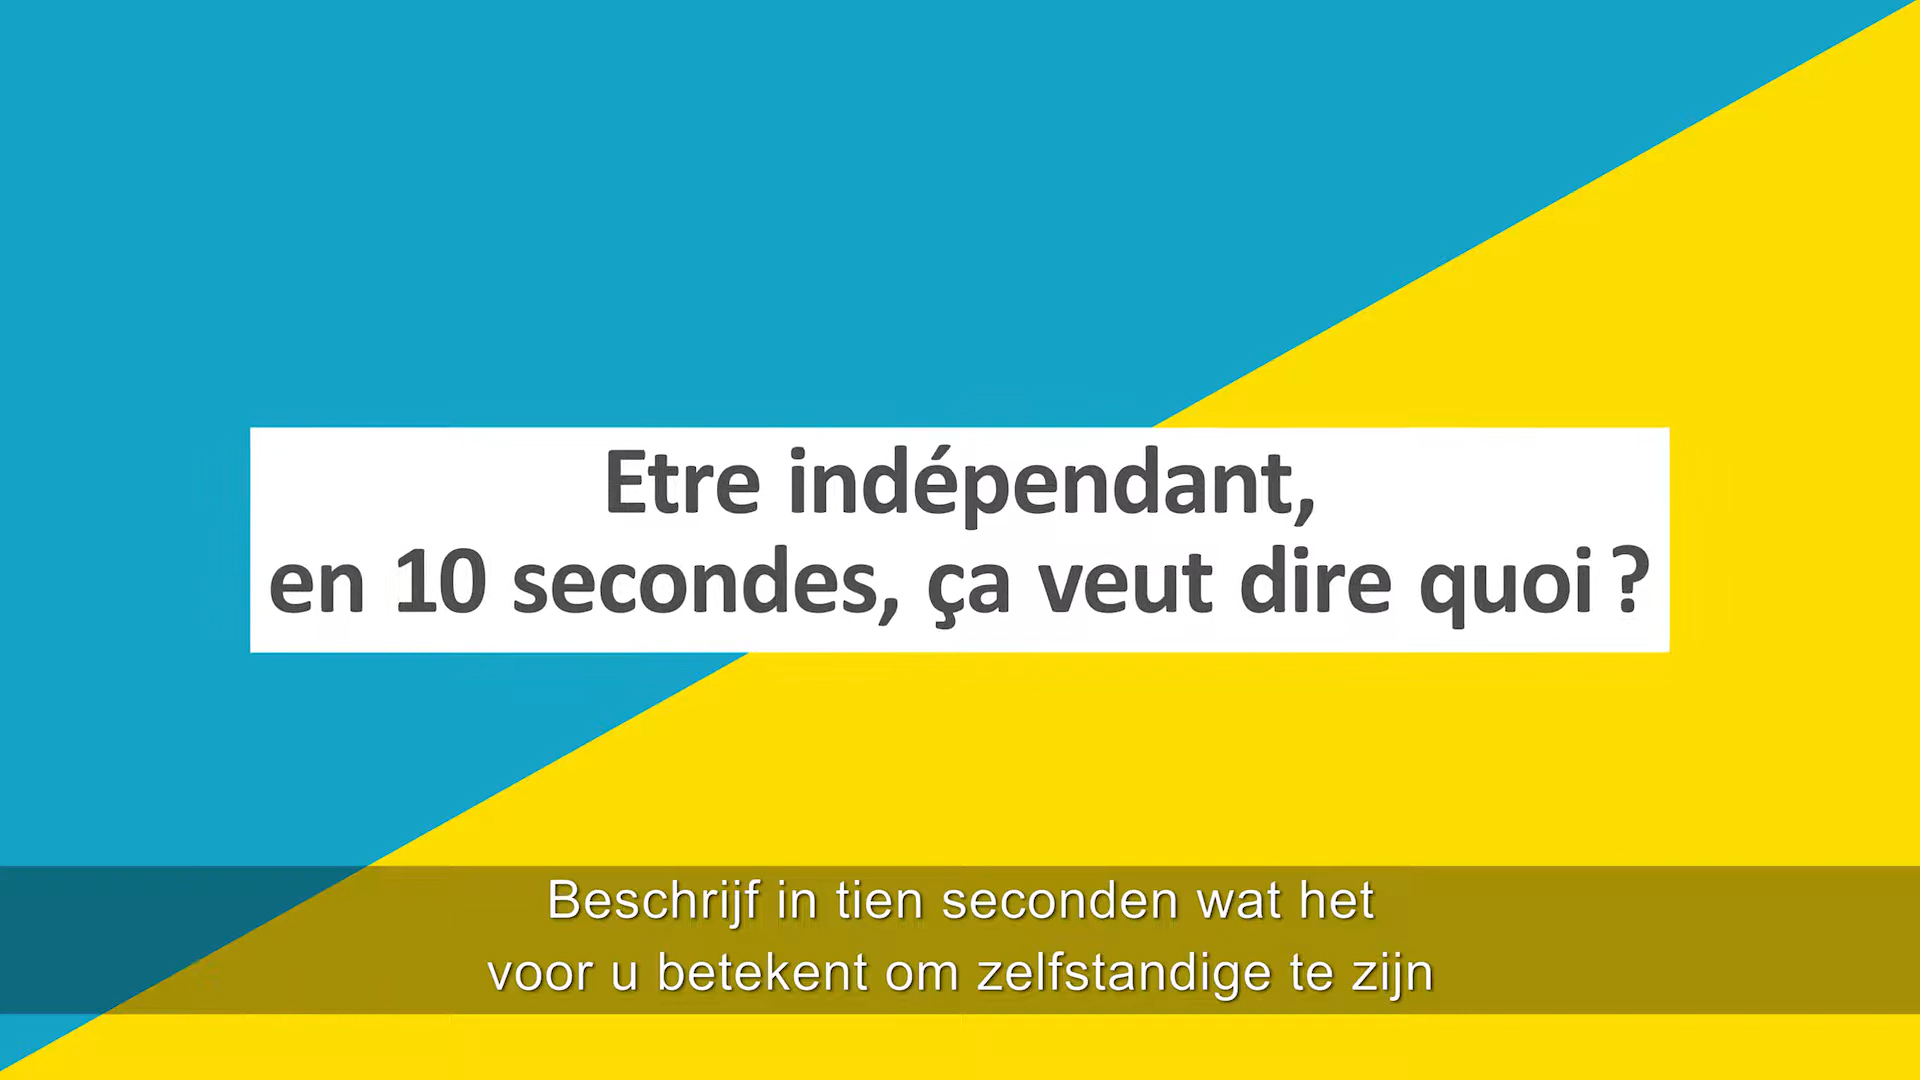 Etre indépendant,
en 10 secondes, ça veut dire quoi ?
Beschrijf in tien seconden wat het
voor u betekent om zelfstandige te zijn